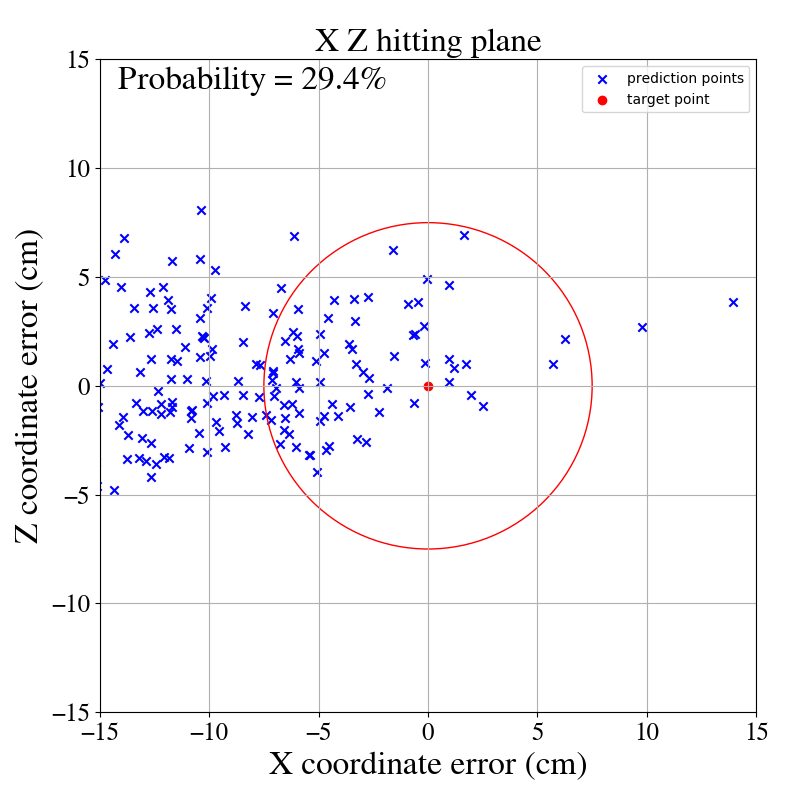 X Z hitting plane
Probability = 29.4%
prediction points
target point
Z coordinate error (cm)
15
10
5
0
−5
−10
−15
−15 −10 −5 0 5 10 15
X coordinate error (cm)